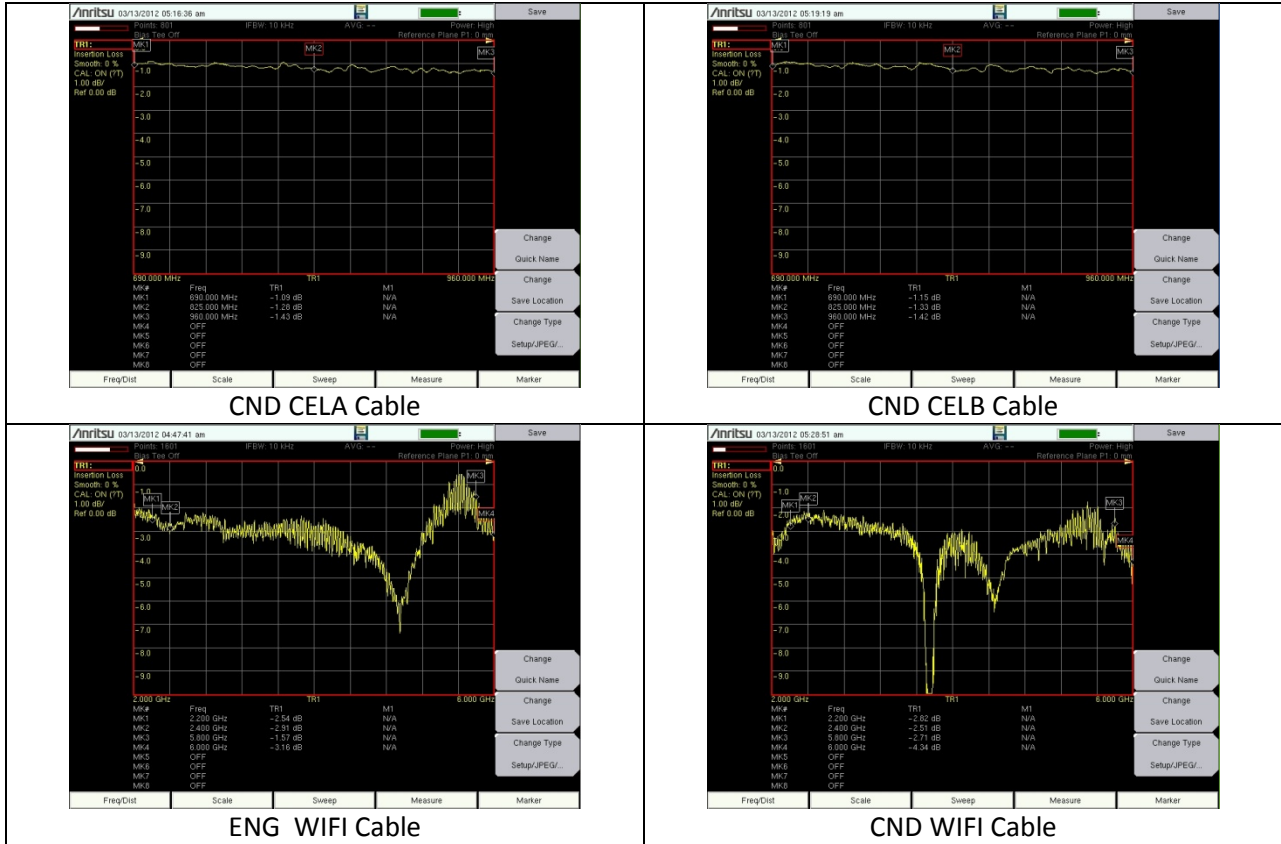 Anritsu 03/13/2012 05:16:36 am
Save
Points: 801 IFBW: 10 kHz AVG: -- Power: High
Bias Tee Off Reference Plane P1: 0 mm
TR1:
Insertion Loss
Smooth: 0 %
CAL: ON (?T)
1.00 dB/
Ref 0.00 dB
MK1
MK2
MK3
-1.0
-2.0
-3.0
-4.0
-5.0
-6.0
-7.0
-8.0
-9.0
690.000 MHz TR1 960.000 MHz
MK# Freq TR1 M1
MK1 690.000 MHz -1.09 dB N/A
MK2 825.000 MHz -1.28 dB N/A
MK3 960.000 MHz -1.43 dB N/A
MK4 OFF
MK5 OFF
MK6 OFF
MK7 OFF
MK8 OFF
Change
Quick Name
Change
Save Location
Change Type
Setup/JPEG/...
Freq/Dist Scale Sweep Measure Marker
CND CELA Cable
Anritsu 03/13/2012 05:19:19 am
Save
Points: 801 IFBW: 10 kHz AVG: -- Power: High
Bias Tee Off Reference Plane P1: 0 mm
TR1:
Insertion Loss
Smooth: 0 %
CAL: ON (?T)
1.00 dB/
Ref 0.00 dB
MK1
MK2
MK3
-1.0
-2.0
-3.0
-4.0
-5.0
-6.0
-7.0
-8.0
-9.0
690.000 MHz TR1 960.000 MHz
MK# Freq TR1 M1
MK1 690.000 MHz -1.15 dB N/A
MK2 825.000 MHz -1.33 dB N/A
MK3 960.000 MHz -1.42 dB N/A
MK4 OFF
MK5 OFF
MK6 OFF
MK7 OFF
MK8 OFF
Change
Quick Name
Change
Save Location
Change Type
Setup/JPEG/...
Freq/Dist Scale Sweep Measure Marker
CND CELB Cable
Anritsu 03/13/2012 04:47:41 am
Save
Points: 1601 IFBW: 10 kHz AVG: -- Power: High
Bias Tee Off Reference Plane P1: 0 mm
TR1:
Insertion Loss
Smooth: 0 %
CAL: ON (?T)
1.00 dB/
Ref 0.00 dB
0.0
-1.0
MK1
MK2
MK3
MK4
-3.0
-4.0
-5.0
-6.0
-7.0
-8.0
-9.0
2.000 GHz TR1 6.000 GHz
MK# Freq TR1 M1
MK1 2.200 GHz -2.54 dB N/A
MK2 2.400 GHz -2.91 dB N/A
MK3 5.800 GHz -1.57 dB N/A
MK4 6.000 GHz -3.16 dB N/A
MK5 OFF
MK6 OFF
MK7 OFF
MK8 OFF
Change
Quick Name
Change
Save Location
Change Type
Setup/JPEG/...
Freq/Dist Scale Sweep Measure Marker
ENG WIFI Cable
Anritsu 03/13/2012 05:28:51 am
Save
Points: 1601 IFBW: 10 kHz AVG: -- Power: High
Bias Tee Off Reference Plane P1: 0 mm
TR1:
Insertion Loss
Smooth: 0 %
CAL: ON (?T)
1.00 dB/
Ref 0.00 dB
0.0
-1.0
MK1
MK2
MK3
MK4
-2.0
-3.0
-4.0
-5.0
-6.0
-7.0
-8.0
-9.0
2.000 GHz TR1 6.000 GHz
MK# Freq TR1 M1
MK1 2.200 GHz -2.82 dB N/A
MK2 2.400 GHz -2.51 dB N/A
MK3 5.800 GHz -2.71 dB N/A
MK4 6.000 GHz -4.34 dB N/A
MK5 OFF
MK6 OFF
MK7 OFF
MK8 OFF
Change
Quick Name
Change
Save Location
Change Type
Setup/JPEG/...
Freq/Dist Scale Sweep Measure Marker
CND WIFI Cable